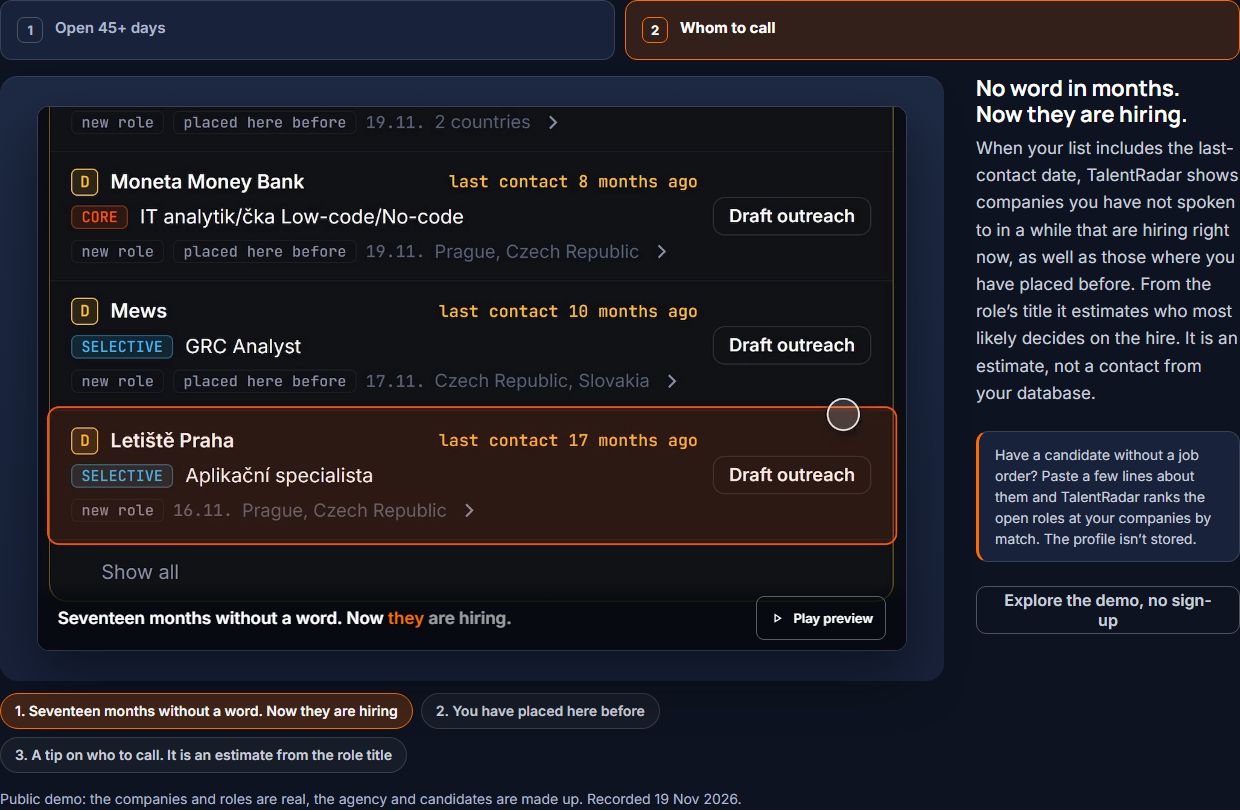 1 Open 45+ days
2 Whom to call
new role placed here before 19.11. 2 countries
D Moneta Money Bank last contact 8 months ago
CORE IT analytik/čka Low-code/No-code Draft outreach
new role placed here before 19.11. Prague, Czech Republic
D Mews last contact 10 months ago
SELECTIVE GRC Analyst Draft outreach
new role placed here before 17.11. Czech Republic, Slovakia
D Letiště Praha last contact 17 months ago
SELECTIVE Aplikační specialista Draft outreach
new role 16.11. Prague, Czech Republic
Show all
Seventeen months without a word. Now they are hiring.
Play preview
No word in months.
Now they are hiring.
When your list includes the last-
contact date, TalentRadar shows
companies you have not spoken
to in a while that are hiring right
now, as well as those where you
have placed before. From the
role’s title it estimates who most
likely decides on the hire. It is an
estimate, not a contact from
your database.
Have a candidate without a job
order? Paste a few lines about
them and TalentRadar ranks the
open roles at your companies by
match. The profile isn’t stored.
Explore the demo, no sign-
up
1. Seventeen months without a word. Now they are hiring
2. You have placed here before
3. A tip on who to call. It is an estimate from the role title
Public demo: the companies and roles are real, the agency and candidates are made up. Recorded 19 Nov 2026.